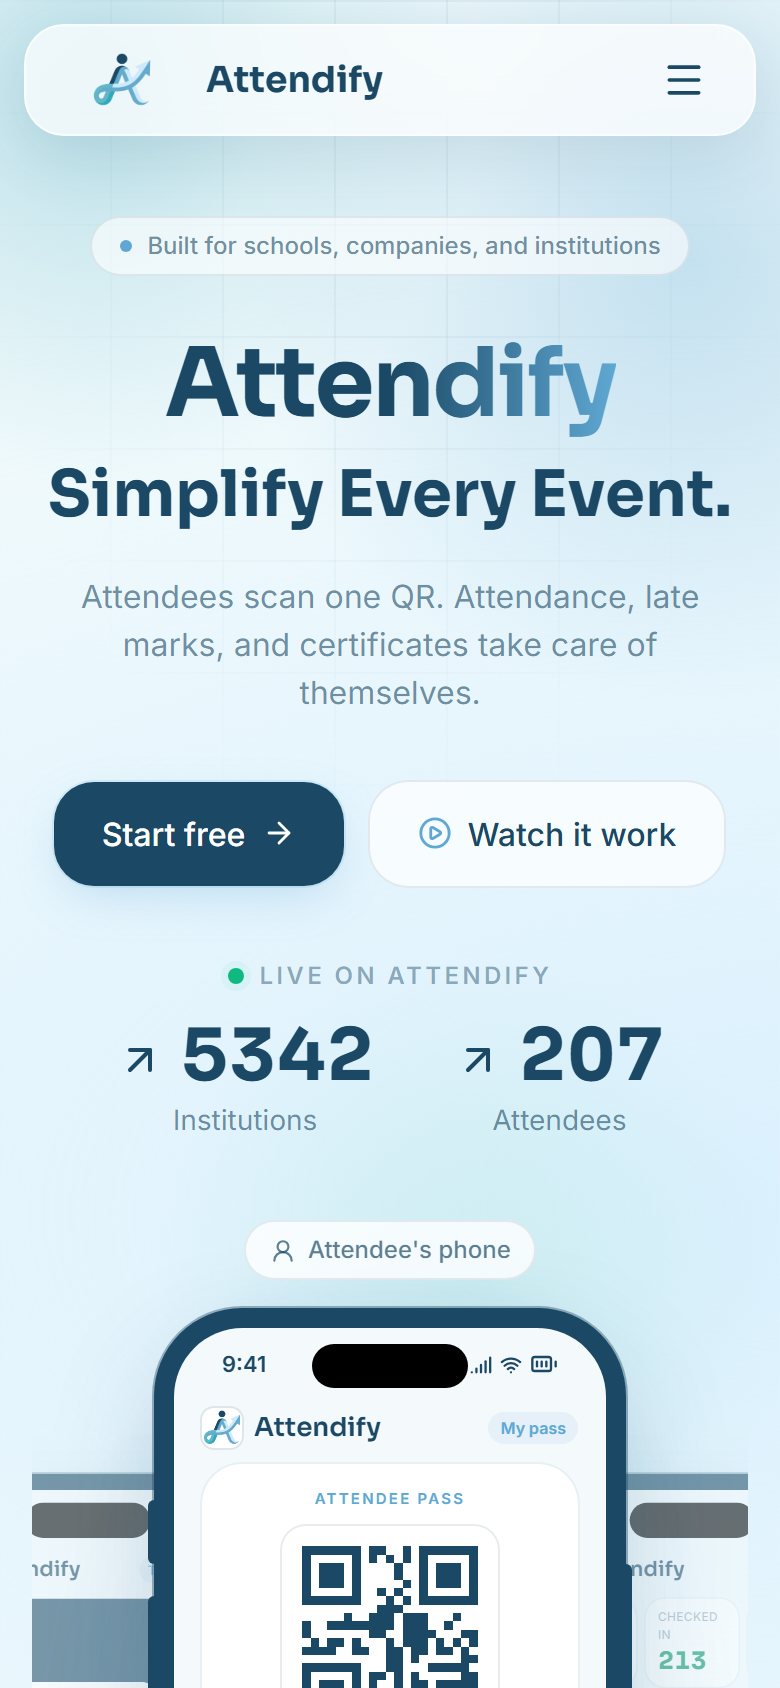 Attendify
Built for schools, companies, and institutions
Attendify
Simplify Every Event.
Attendees scan one QR. Attendance, late
marks, and certificates take care of
themselves.
Start free
Watch it work
LIVE ON ATTENDIFY
5342
207
Institutions
Attendees
Attendee's phone
9:41
Attendify
My pass
ATTENDEE PASS
ndify
ndify
CHECKED
IN
213